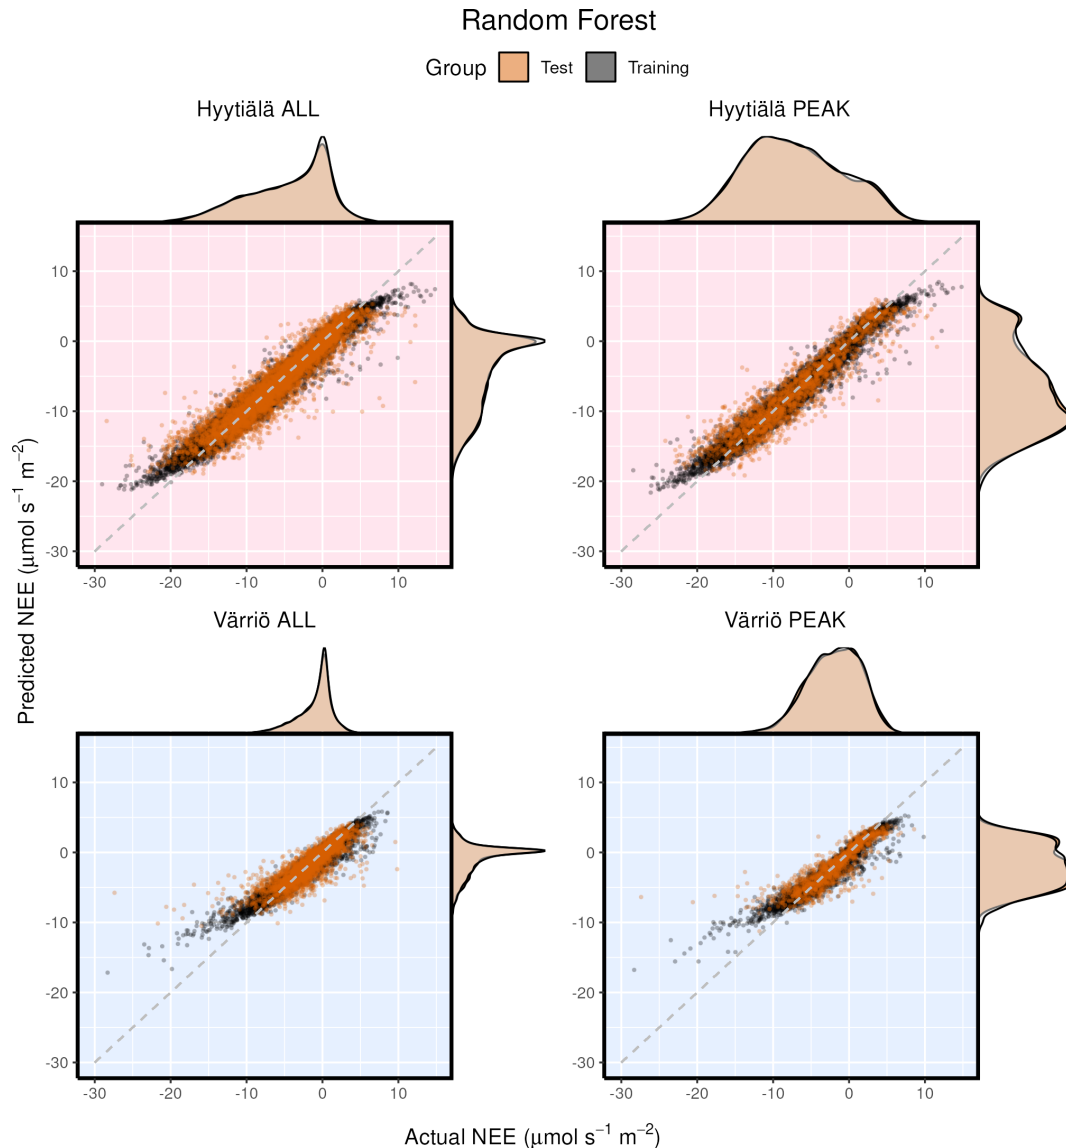 Random Forest
Group Test Training
Hyytiälä ALL
Hyytiälä PEAK
10
0
-10
-20
-30
-30 -20 -10 0 10
10
0
-10
-20
-30
-30 -20 -10 0 10
Predicted NEE (μmol s⁻¹ m⁻²)
Värriö ALL
Värriö PEAK
10
0
-10
-20
-30
-30 -20 -10 0 10
10
0
-10
-20
-30
-30 -20 -10 0 10
Actual NEE (μmol s⁻¹ m⁻²)